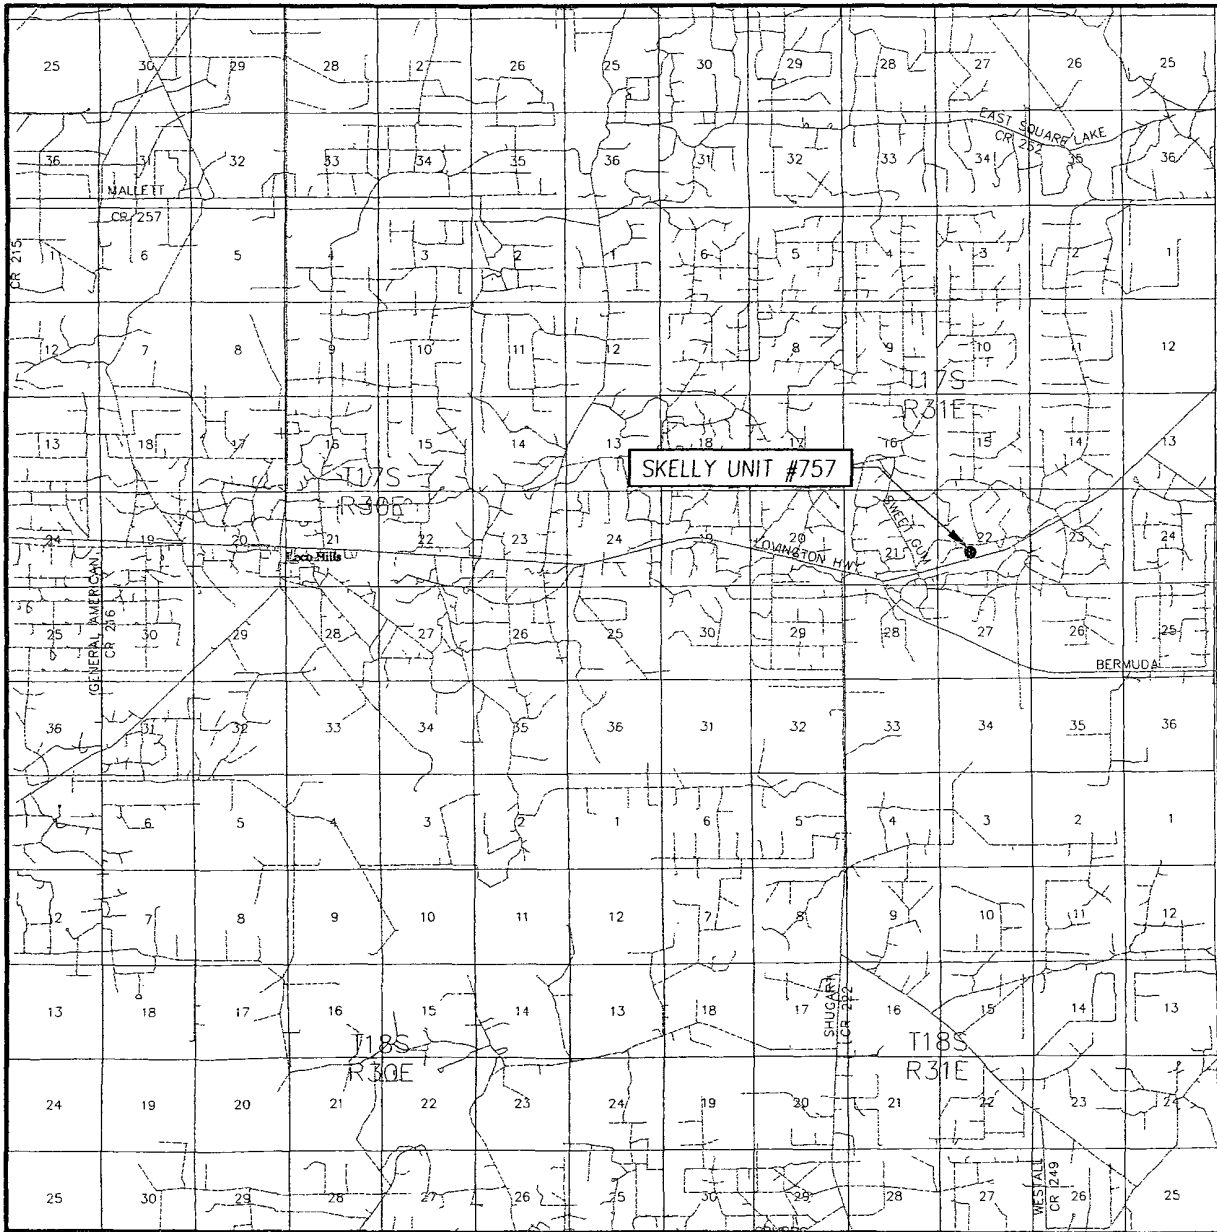 25 30 29 28 27 26 25 30 29 28 27 26 25
EAST SQUARE LAKE
CR 252
36 31 32 33 34 35 36 31 32 33 34 35 36
MALLETT
CR 257
CR 215
1 6 5 4 3 2 1 6 5 4 3 2 1
12 7 8 9 10 11 12 7 8 9 10 11 12
T17S
R31E
13 18 17 16 15 14 13 18 17 16 15 14 13
SKELLY UNIT #757
T17S
R30E
SWEET GUM
24 19 20 21 22 23 24 19 20 21 22 23 24
Loco Hills
LOVINGTON HWY
GENERAL AMERICAN
CR 216
25 30 29 28 27 26 25 30 29 28 27 26 25
BERMUDA
36 31 32 33 34 35 36 31 32 33 34 35 36
6 5 4 3 2 1 6 5 4 3 2 1
12 7 8 9 10 11 12 7 8 9 10 11 12
13 18 17 16 15 14 13 18 17 16 15 14 13
SHUGART
CR 222
T18S
R30E
T18S
R31E
24 19 20 21 22 23 24 19 20 21 22 23 24
WESTALL
CR 249
25 30 29 28 27 26 25 30 29 28 27 26 25